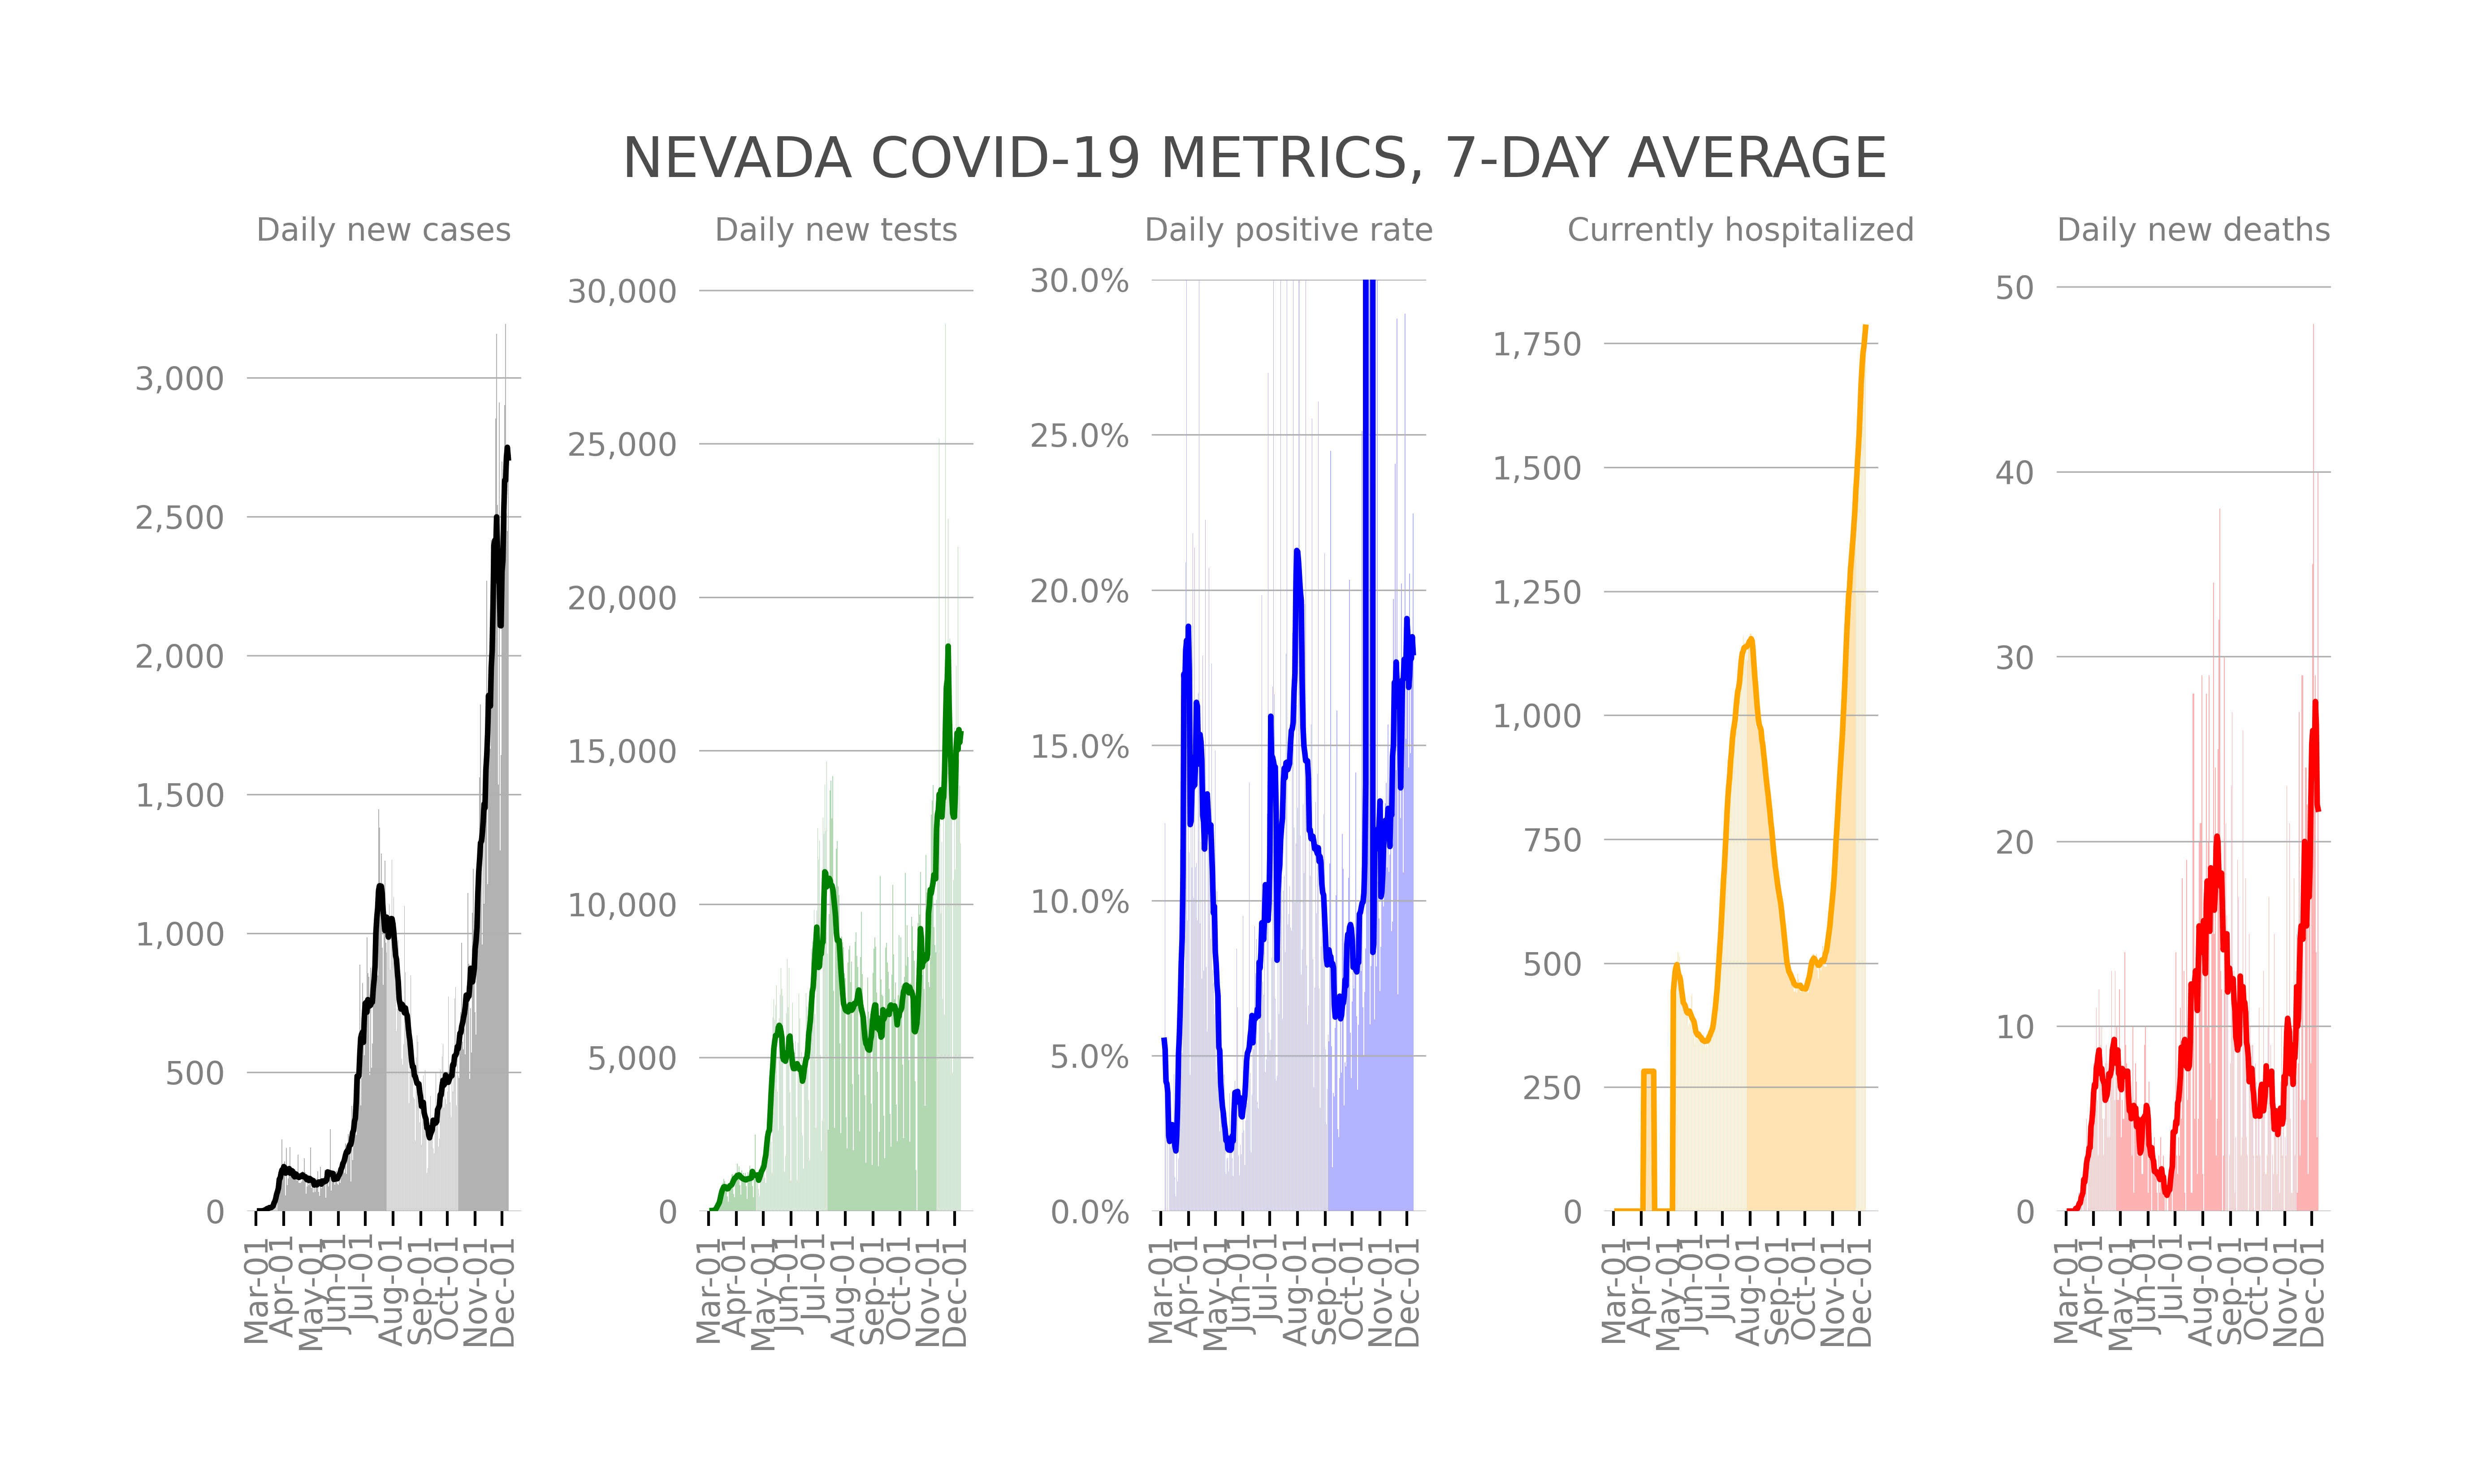 NEVADA COVID-19 METRICS, 7-DAY AVERAGE
Daily new cases
3,000
2,500
2,000
1,500
1,000
500
0
Mar-01
Apr-01
May-01
Jun-01
Jul-01
Aug-01
Sep-01
Oct-01
Nov-01
Dec-01
Daily new tests
30,000
25,000
20,000
15,000
10,000
5,000
0
Mar-01
Apr-01
May-01
Jun-01
Jul-01
Aug-01
Sep-01
Oct-01
Nov-01
Dec-01
Daily positive rate
30.0%
25.0%
20.0%
15.0%
10.0%
5.0%
0.0%
Mar-01
Apr-01
May-01
Jun-01
Jul-01
Aug-01
Sep-01
Oct-01
Nov-01
Dec-01
Currently hospitalized
1,750
1,500
1,250
1,000
750
500
250
0
Mar-01
Apr-01
May-01
Jun-01
Jul-01
Aug-01
Sep-01
Oct-01
Nov-01
Dec-01
Daily new deaths
50
40
30
20
10
0
Mar-01
Apr-01
May-01
Jun-01
Jul-01
Aug-01
Sep-01
Oct-01
Nov-01
Dec-01